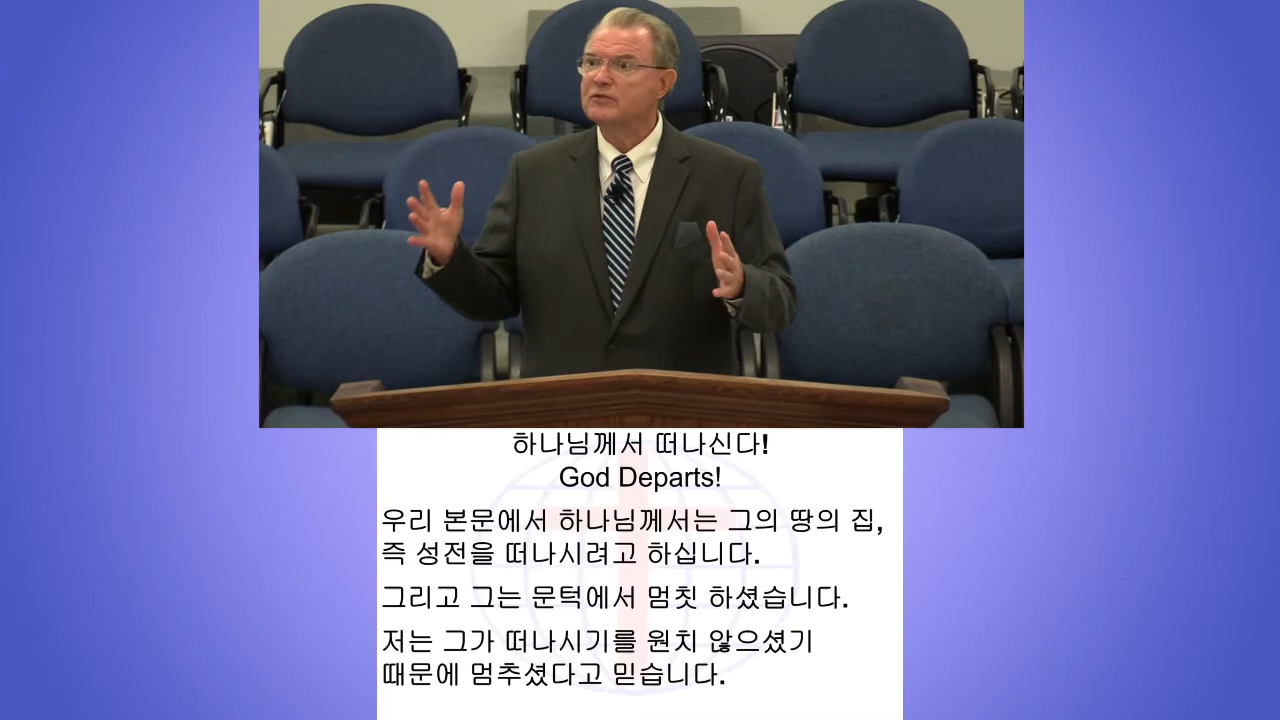 하나님께서 떠나신다!
God Departs!
우리 본문에서 하나님께서는 그의 땅의 집,
즉 성전을 떠나시려고 하십니다.
그리고 그는 문턱에서 멈칫 하셨습니다.
저는 그가 떠나시기를 원치 않으셨기
때문에 멈추셨다고 믿습니다.